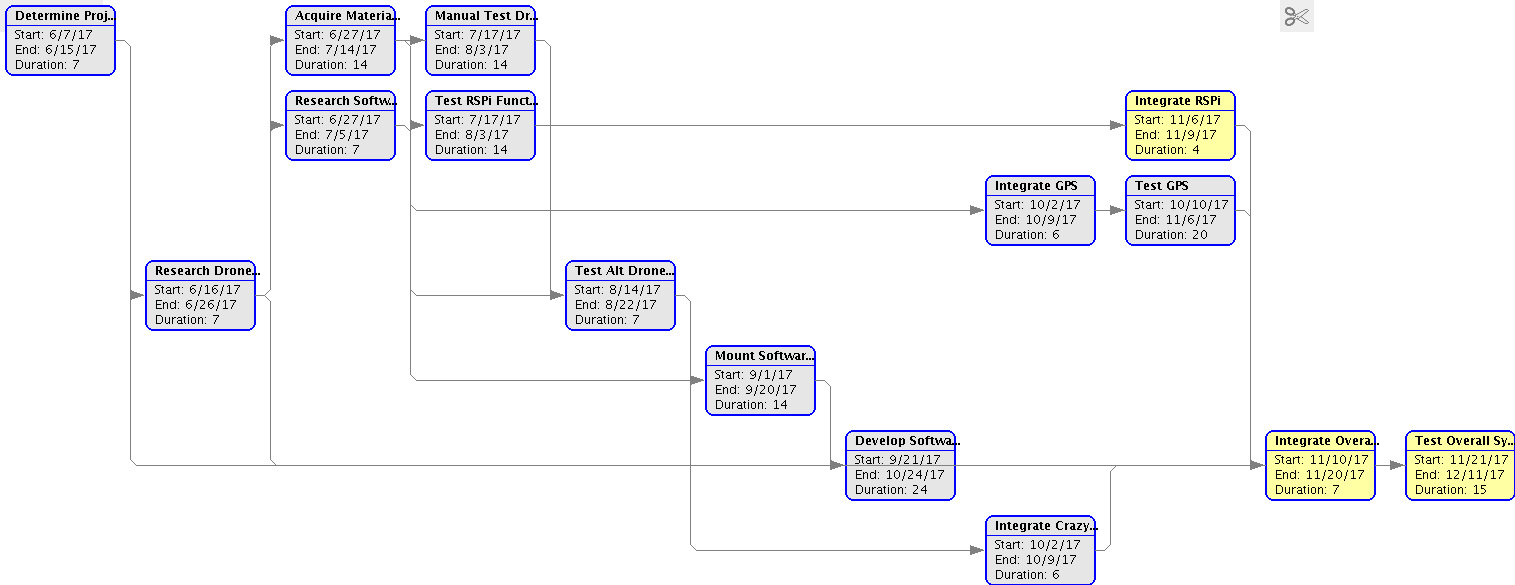 Determine Proj...
Start: 6/7/17
End: 6/15/17
Duration: 7
Acquire Materia...
Start: 6/27/17
End: 7/14/17
Duration: 14
Manual Test Dr...
Start: 7/17/17
End: 8/3/17
Duration: 14
Research Softw...
Start: 6/27/17
End: 7/5/17
Duration: 7
Test RSPi Funct...
Start: 7/17/17
End: 8/3/17
Duration: 14
Integrate RSPi
Start: 11/6/17
End: 11/9/17
Duration: 4
Integrate GPS
Start: 10/2/17
End: 10/9/17
Duration: 6
Test GPS
Start: 10/10/17
End: 11/6/17
Duration: 20
Research Drone...
Start: 6/16/17
End: 6/26/17
Duration: 7
Test Alt Drone...
Start: 8/14/17
End: 8/22/17
Duration: 7
Mount Softwar...
Start: 9/1/17
End: 9/20/17
Duration: 14
Develop Softwa...
Start: 9/21/17
End: 10/24/17
Duration: 24
Integrate Overa...
Start: 11/10/17
End: 11/20/17
Duration: 7
Test Overall Sy...
Start: 11/21/17
End: 12/11/17
Duration: 15
Integrate Crazy...
Start: 10/2/17
End: 10/9/17
Duration: 6